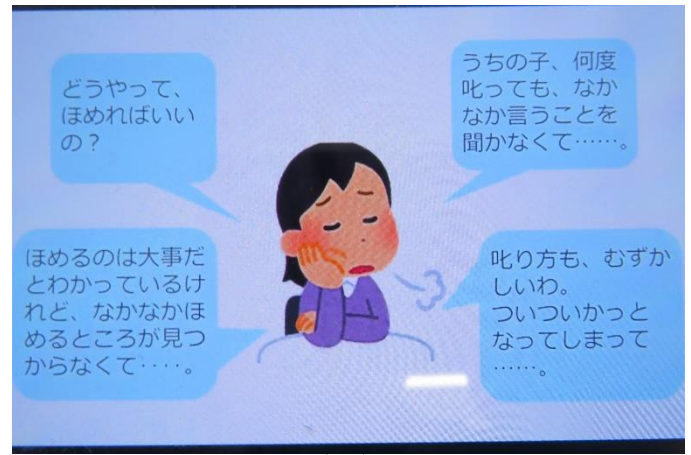 どうやって、
ほめればいい
の？
うちの子、何度
叱っても、なか
なか言うことを
聞かなくて……。
ほめるのは大事だ
とわかっているけ
れど、なかなかほ
めるところが見つ
からなくて‥‥。
叱り方も、むずか
しいわ。
ついついかっと
なってしまって
……。